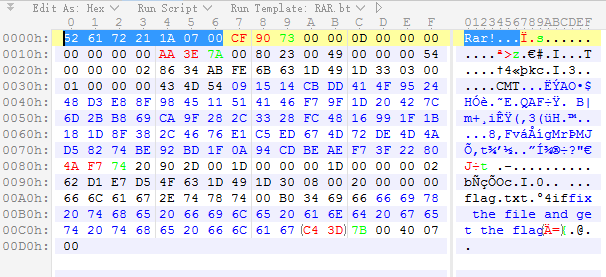 Edit As: Hex Run Script Run Template: RAR.bt
0 1 2 3 4 5 6 7 8 9 A B C D E F 0123456789ABCDEF
0000h: 52 61 72 21 1A 07 00 CF 90 73 00 00 0D 00 00 00 Rar!...Ï.s......
0010h: 00 00 00 00 AA 3E 7A 00 80 23 00 49 00 00 00 54 ....ª>z.€#.I...T
0020h: 00 00 00 02 86 34 AB FE 6B 63 1D 49 1D 33 03 00 ....†4«þkc.I.3..
0030h: 01 00 00 00 43 4D 54 09 15 14 CB DD 41 4F 95 24 ....CMT...ËÝAO•$
0040h: 48 D3 E8 8F 98 45 11 51 41 46 F7 9F 1D 20 42 7C HÓè.˜E.QAF÷Ÿ. B|
0050h: 6D 2B B8 69 CA 9F 28 2C 33 28 FC 48 16 99 1F 1B m+¸iÊŸ(,3(üH.™..
0060h: 18 1D 8F 38 2C 46 76 E1 C5 ED 67 4D 72 DE 4D 4A ...8,FváÅígMrÞMJ
0070h: D5 82 74 BE 92 BD 1F 0A 94 CD BE AE F7 3F 22 80 Õ‚t¾’½..”Í¾®÷?"€
0080h: 4A F7 74 20 90 2D 00 1D 00 00 00 1D 00 00 00 02 J÷t .-..........
0090h: 62 D1 E7 D5 4F 63 1D 49 1D 30 08 00 20 00 00 00 bÑçÕOc.I.0.. ...
00A0h: 66 6C 61 67 2E 74 78 74 00 B0 34 69 66 66 69 78 flag.txt.°4iffix
00B0h: 20 74 68 65 20 66 69 6C 65 20 61 6E 64 20 67 65 the file and ge
00C0h: 74 20 74 68 65 20 66 6C 61 67 C4 3D 7B 00 40 07 t the flagÄ={.@.
00D0h: 00 .